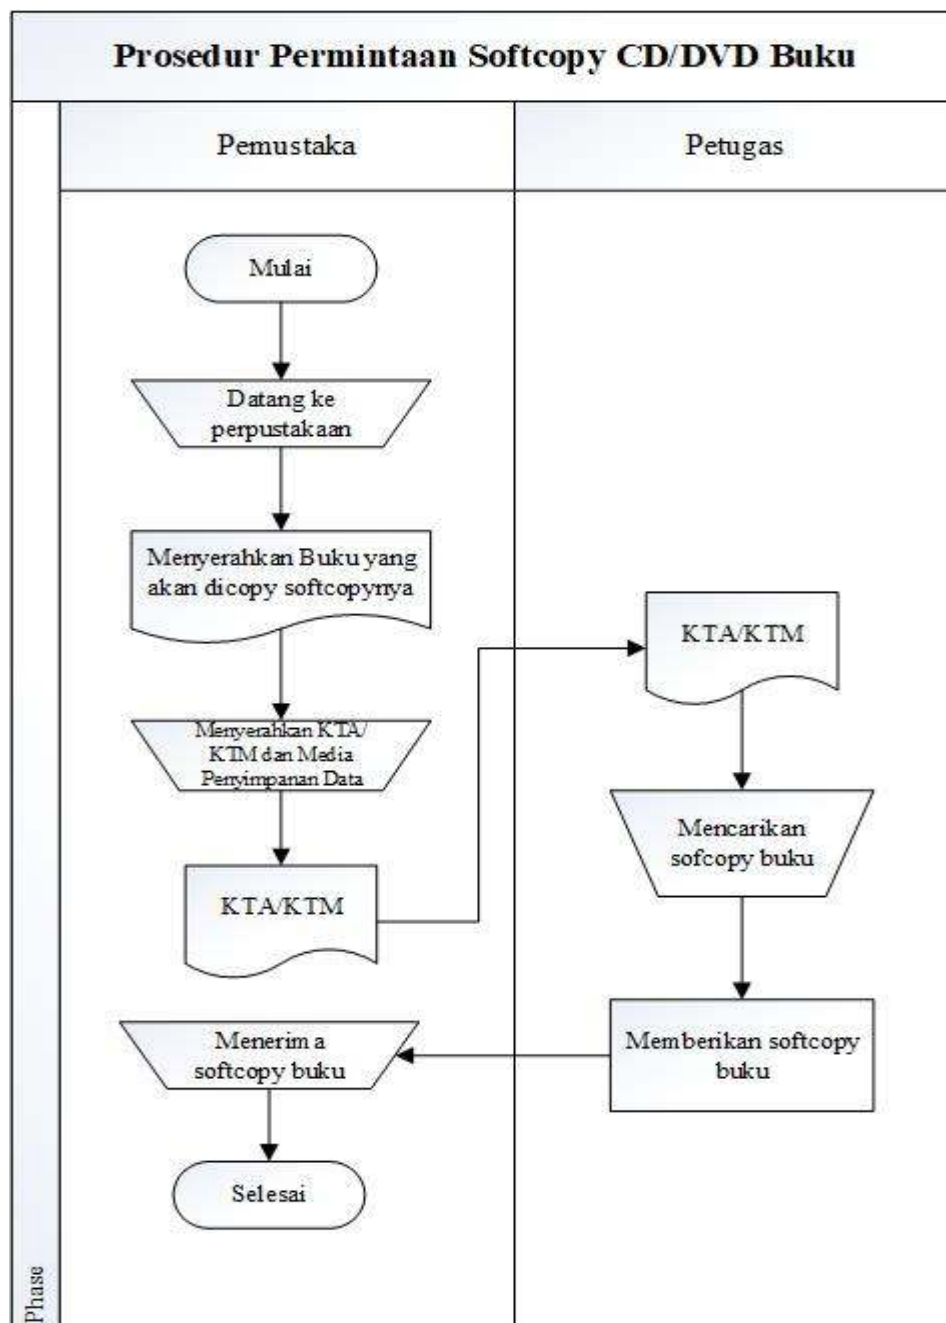 Prosedur Permintaan Softcopy CD/DVD Buku
Pemustaka
Petugas
Mulai
Datang ke
perpustakaan
Menyerahkan Buku yang
akan dicopy softcopynya
Menyerahkan KTA/
KTM dan Media
Penyimpanan Data
KTA/KTM
KTA/KTM
Mencarikan
sofcopy buku
Memberikan softcopy
buku
Menerima
softcopy buku
Selesai
Phase